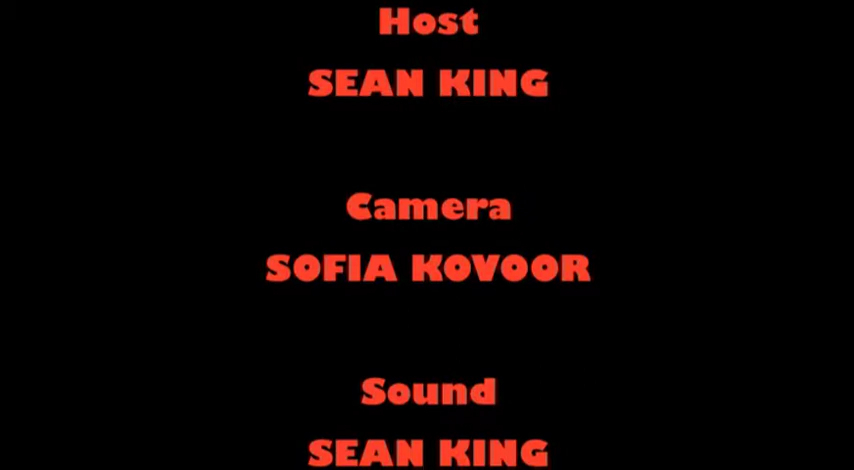 Host
SEAN KING
Camera
SOFIA KOVOOR
Sound
SEAN KING